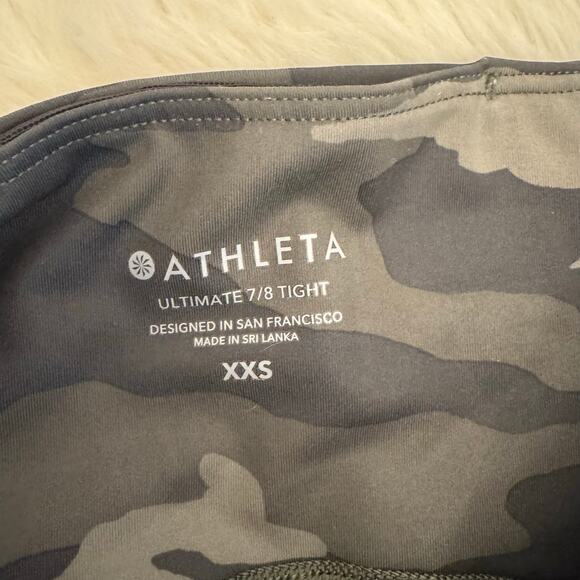 ATHLETA
ULTIMATE 7/8 TIGHT
DESIGNED IN SAN FRANCISCO
MADE IN SRI LANKA
XXS